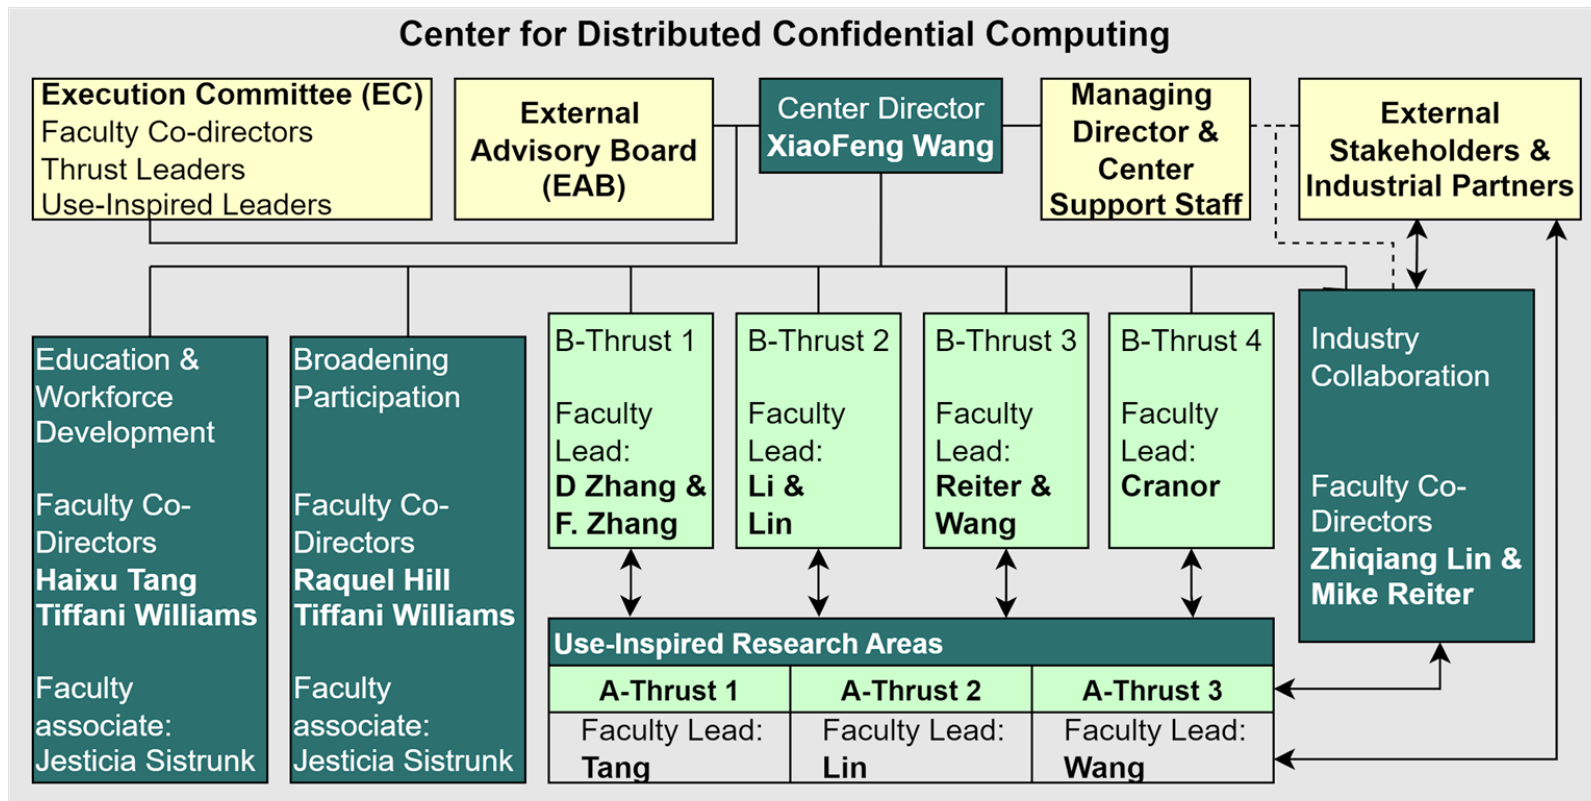 Center for Distributed Confidential Computing
Execution Committee (EC)
Faculty Co-directors
Thrust Leaders
Use-Inspired Leaders
External
Advisory Board
(EAB)
Center Director
XiaoFeng Wang
Managing
Director &
Center
Support Staff
External
Stakeholders &
Industrial Partners
Education &
Workforce
Development
Faculty Co-
Directors
Haixu Tang
Tiffani Williams
Faculty
associate:
Jesticia Sistrunk
Broadening
Participation
Faculty Co-
Directors
Raquel Hill
Tiffani Williams
Faculty
associate:
Jesticia Sistrunk
B-Thrust 1
Faculty
Lead:
D Zhang &
F. Zhang
B-Thrust 2
Faculty
Lead:
Li &
Lin
B-Thrust 3
Faculty
Lead:
Reiter &
Wang
B-Thrust 4
Faculty
Lead:
Cranor
Industry
Collaboration
Faculty Co-
Directors
Zhiqiang Lin &
Mike Reiter
Use-Inspired Research Areas
A-Thrust 1
Faculty Lead:
Tang
A-Thrust 2
Faculty Lead:
Lin
A-Thrust 3
Faculty Lead:
Wang